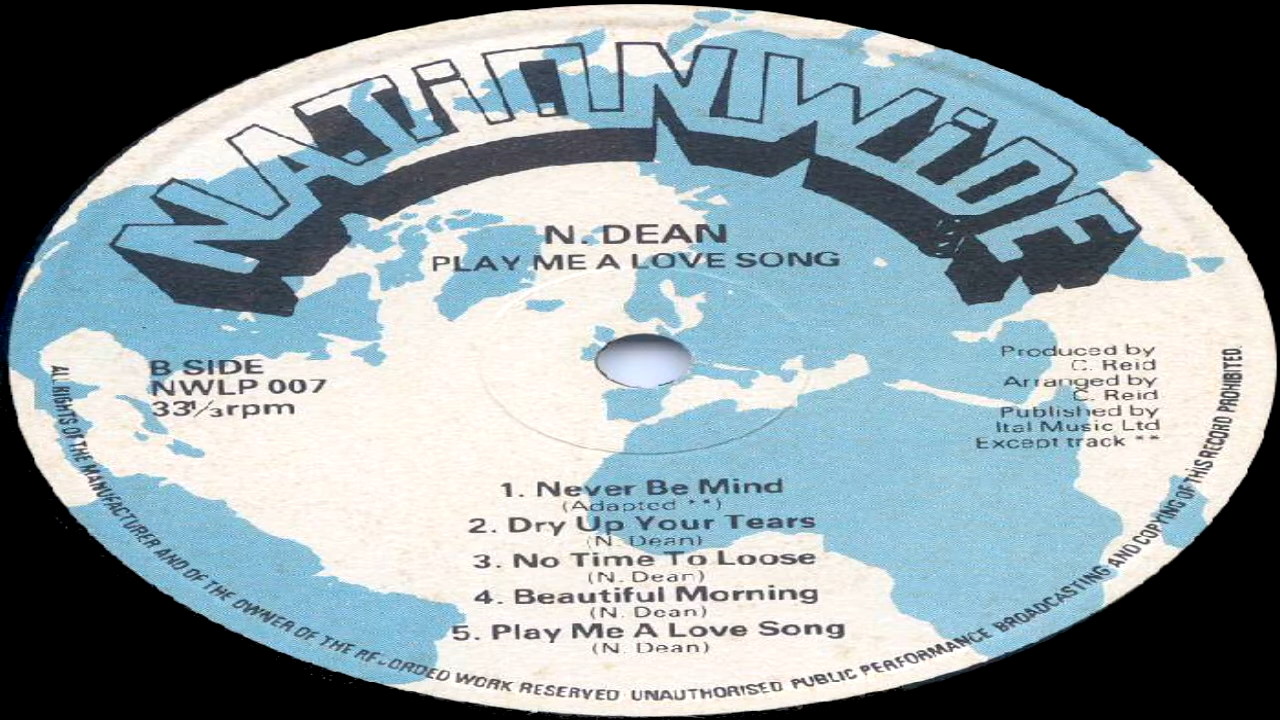 NATIONWIDE
N. DEAN
PLAY ME A LOVE SONG
B SIDE
NWLP 007
33⅓rpm
Produced by
C. Reid
Arranged by
C. Reid
Published by
Ital Music Ltd
Except track **
1. Never Be Mind
(Adapted **)
2. Dry Up Your Tears
(N. Dean)
3. No Time To Loose
(N. Dean)
4. Beautiful Morning
(N. Dean)
5. Play Me A Love Song
(N. Dean)
ALL RIGHTS OF THE MANUFACTURER AND OF THE OWNER OF THE RECORDED WORK RESERVED UNAUTHORISED PUBLIC PERFORMANCE BROADCASTING AND COPYING OF THIS RECORD PROHIBITED.